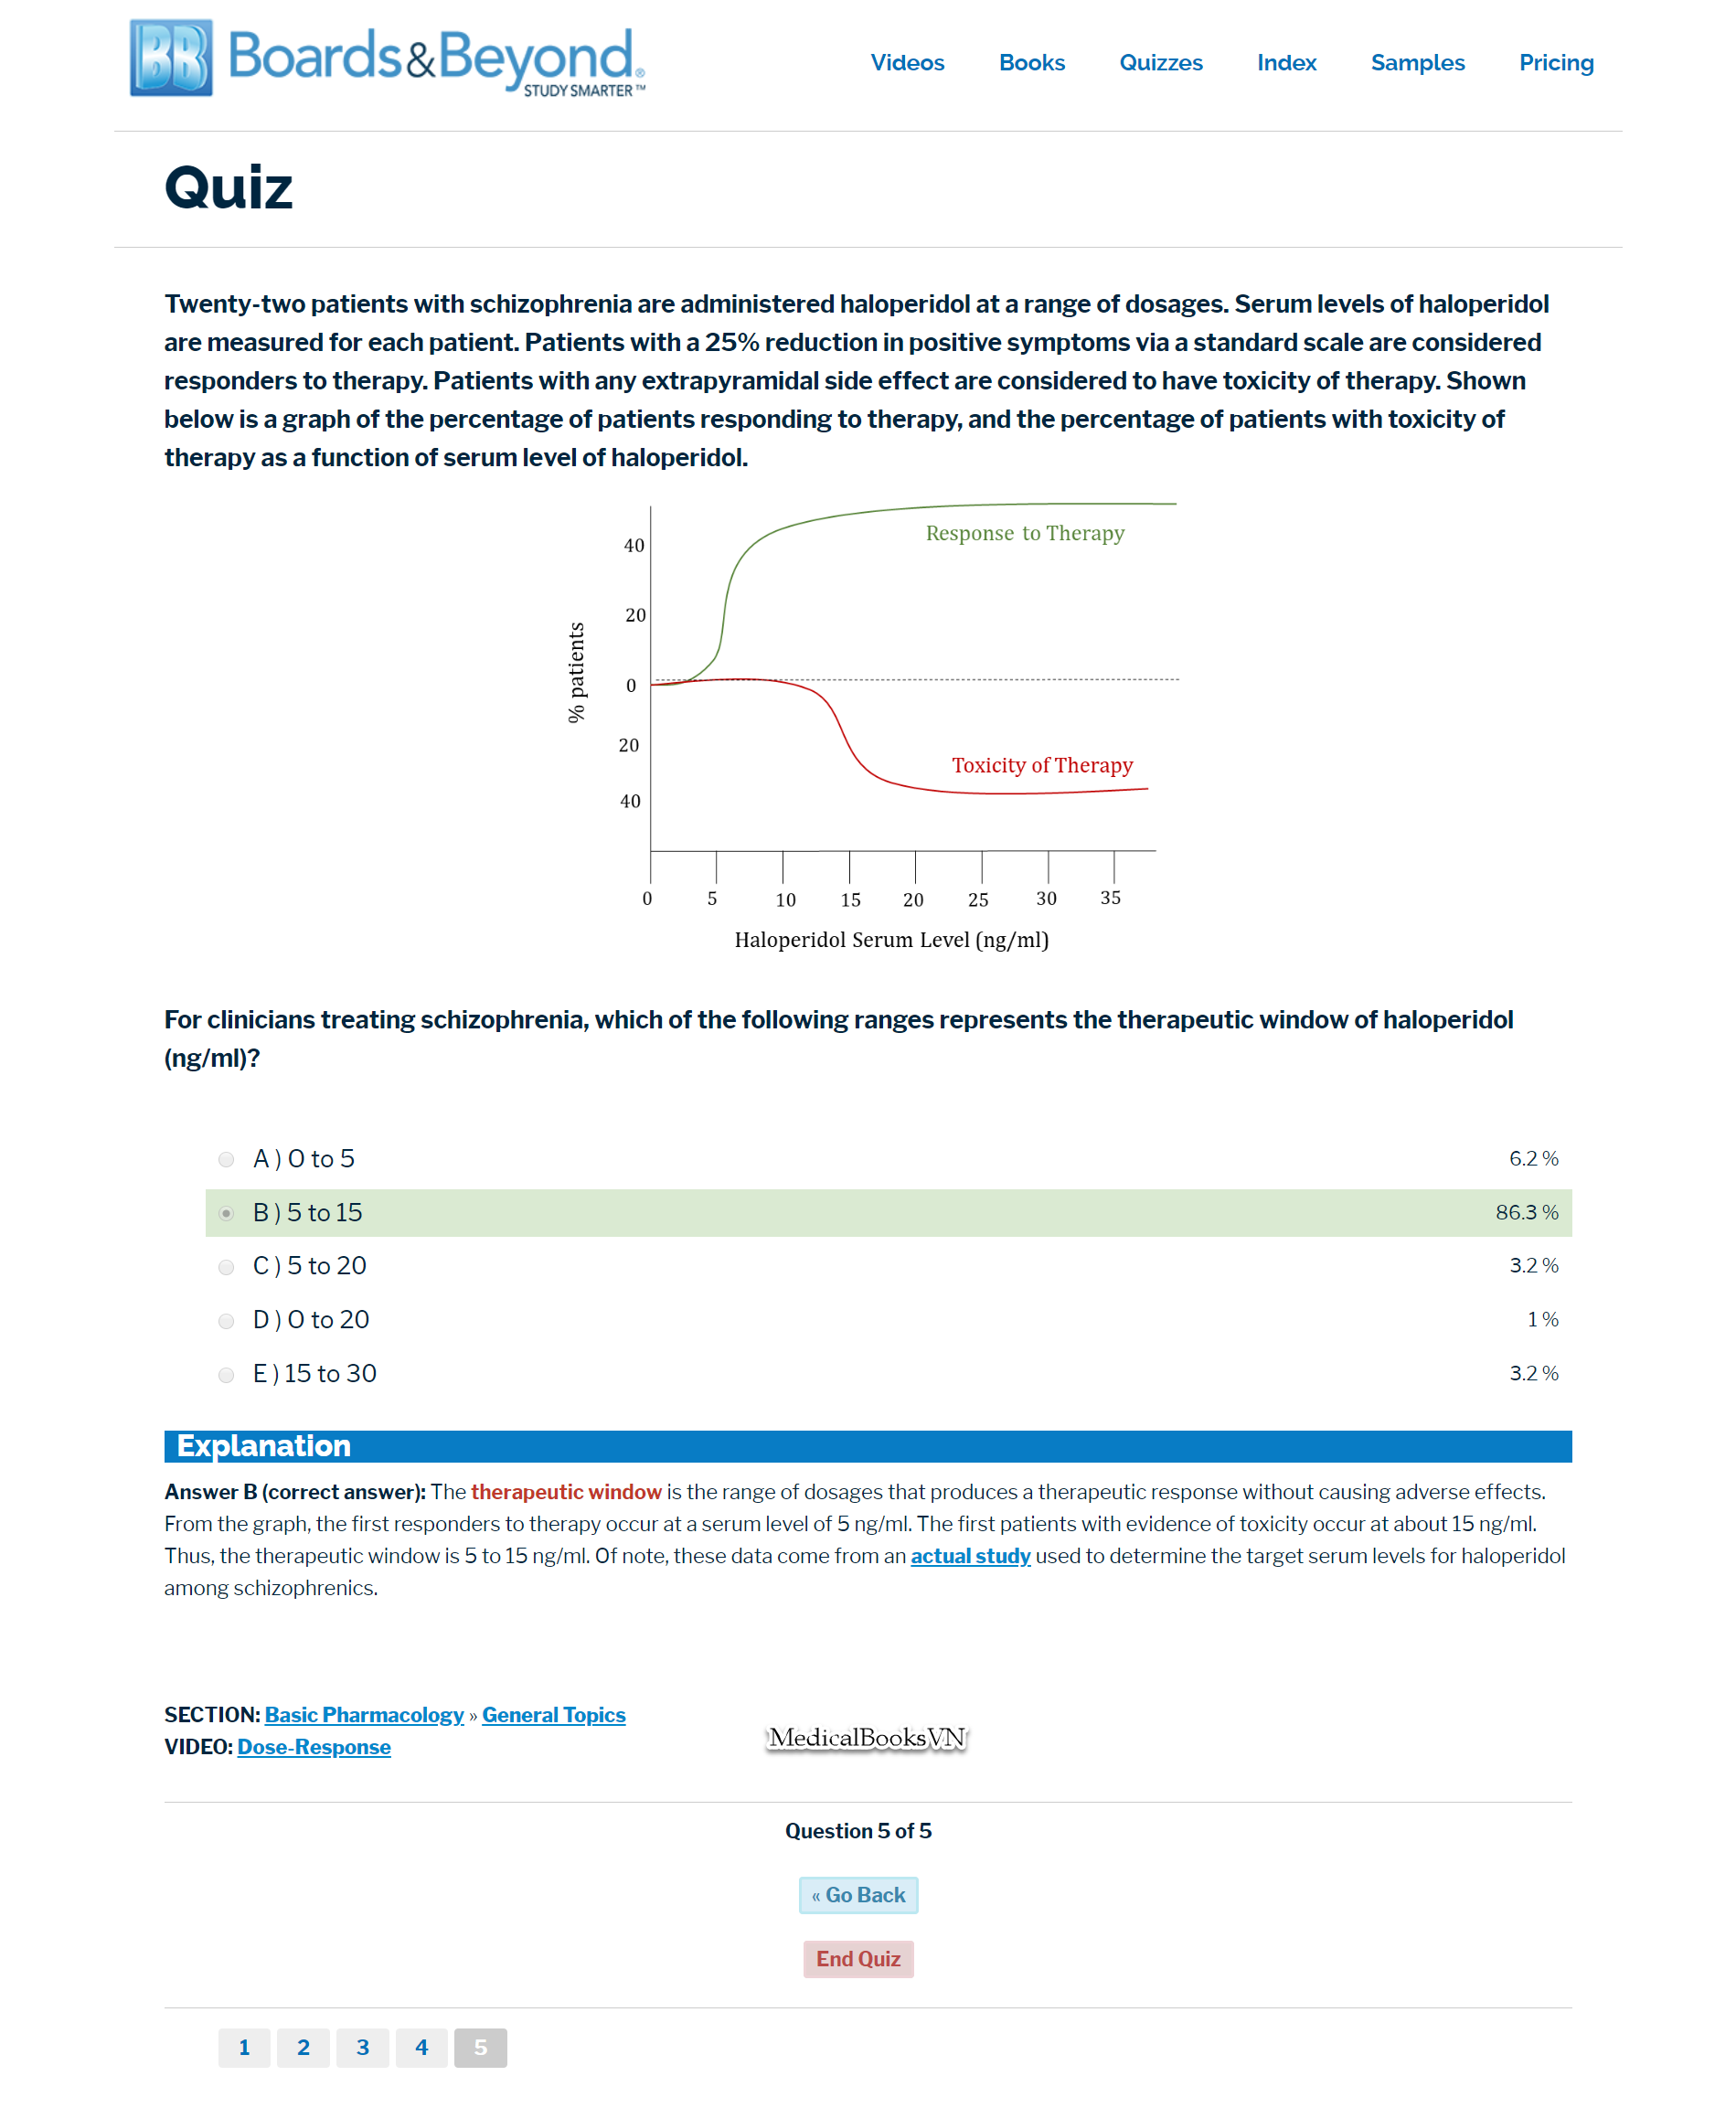 BB Boards&Beyond®
STUDY SMARTER™
Videos Books Quizzes Index Samples Pricing
Quiz
Twenty-two patients with schizophrenia are administered haloperidol at a range of dosages. Serum levels of haloperidol
are measured for each patient. Patients with a 25% reduction in positive symptoms via a standard scale are considered
responders to therapy. Patients with any extrapyramidal side effect are considered to have toxicity of therapy. Shown
below is a graph of the percentage of patients responding to therapy, and the percentage of patients with toxicity of
therapy as a function of serum level of haloperidol.
% patients
40
20
0
20
40
Response to Therapy
Toxicity of Therapy
0 5 10 15 20 25 30 35
Haloperidol Serum Level (ng/ml)
For clinicians treating schizophrenia, which of the following ranges represents the therapeutic window of haloperidol
(ng/ml)?
A ) 0 to 5 6.2 %
B ) 5 to 15 86.3 %
C ) 5 to 20 3.2 %
D ) 0 to 20 1 %
E ) 15 to 30 3.2 %
Explanation
Answer B (correct answer): The therapeutic window is the range of dosages that produces a therapeutic response without causing adverse effects.
From the graph, the first responders to therapy occur at a serum level of 5 ng/ml. The first patients with evidence of toxicity occur at about 15 ng/ml.
Thus, the therapeutic window is 5 to 15 ng/ml. Of note, these data come from an actual study used to determine the target serum levels for haloperidol
among schizophrenics.
SECTION: Basic Pharmacology » General Topics
VIDEO: Dose-Response
MedicalBooksVN
Question 5 of 5
« Go Back
End Quiz
1 2 3 4 5